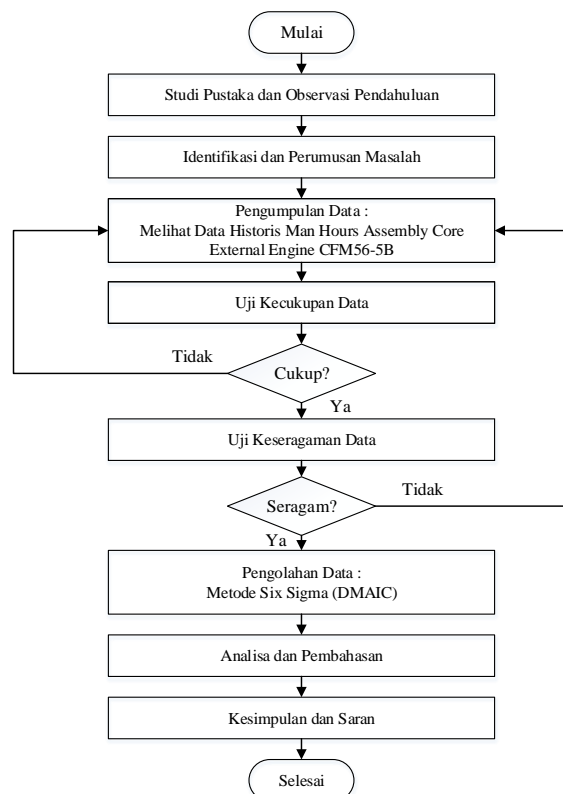 Mulai
Studi Pustaka dan Observasi Pendahuluan
Identifikasi dan Perumusan Masalah
Pengumpulan Data :
Melihat Data Historis Man Hours Assembly Core
External Engine CFM56-5B
Uji Kecukupan Data
Tidak
Cukup?
Ya
Uji Keseragaman Data
Tidak
Seragam?
Ya
Pengolahan Data :
Metode Six Sigma (DMAIC)
Analisa dan Pembahasan
Kesimpulan dan Saran
Selesai